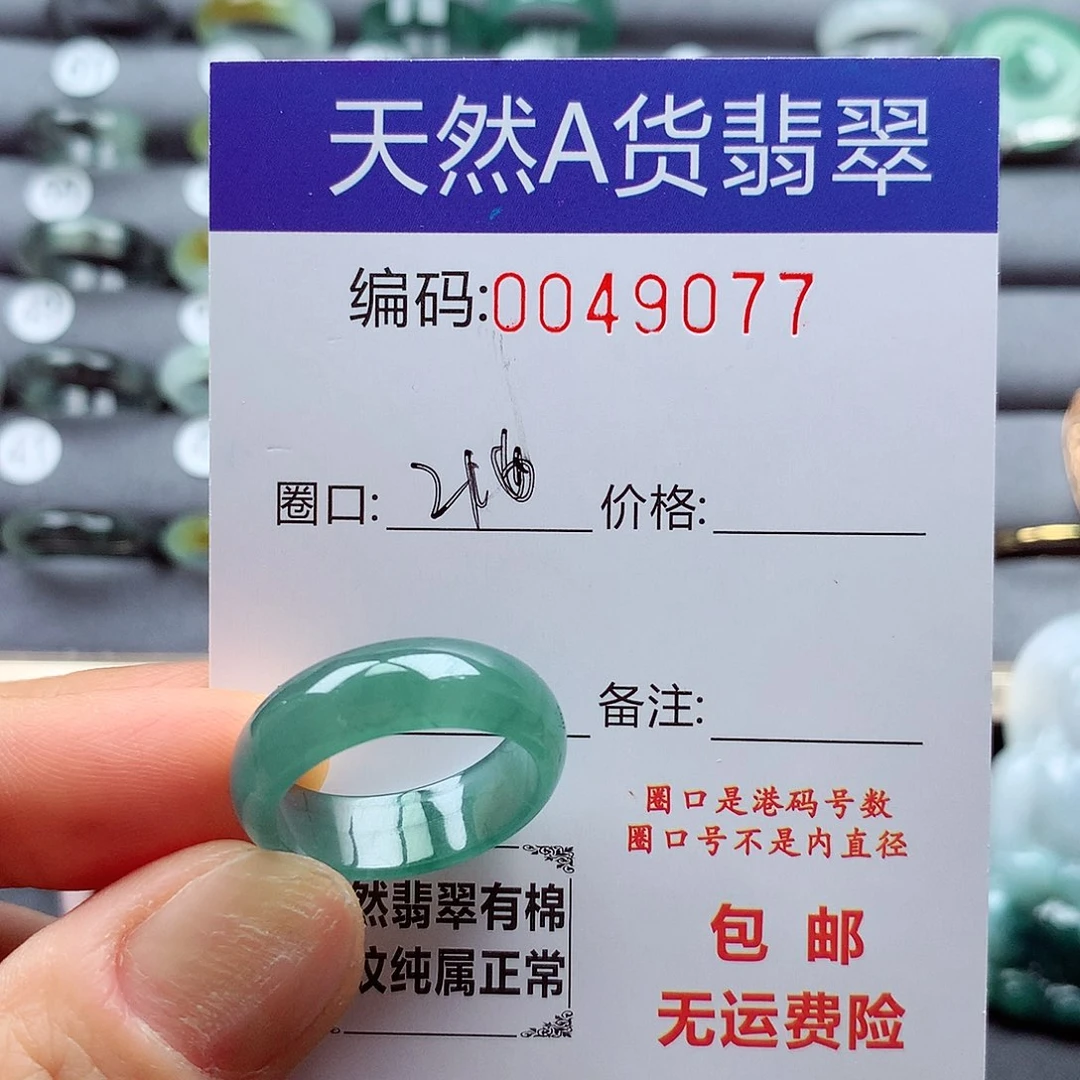 天然A货翡翠
编码:0049077
圈口: 价格:
备注:
圈口是港码号数
圈口号不是内直径
然翡翠有棉
纹纯属正常
包 邮
无运费险